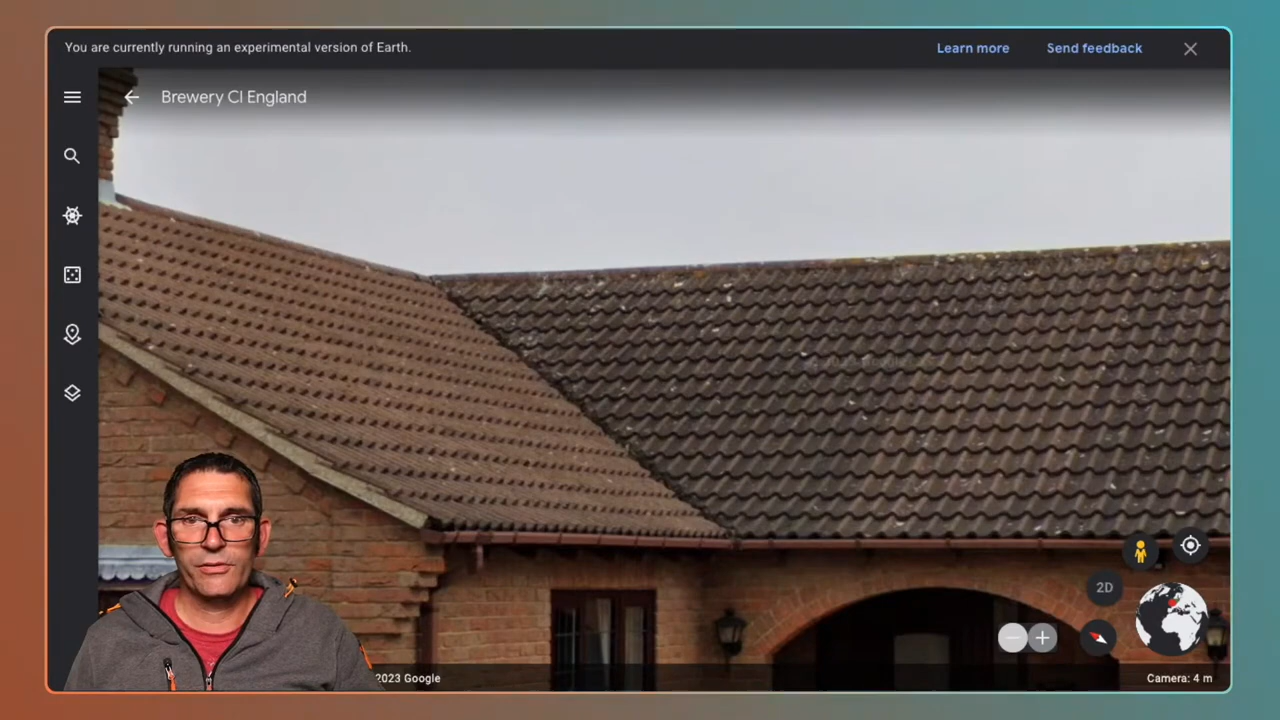 You are currently running an experimental version of Earth.
Learn more
Send feedback
Brewery Cl England
2D
2023 Google
Camera: 4 m